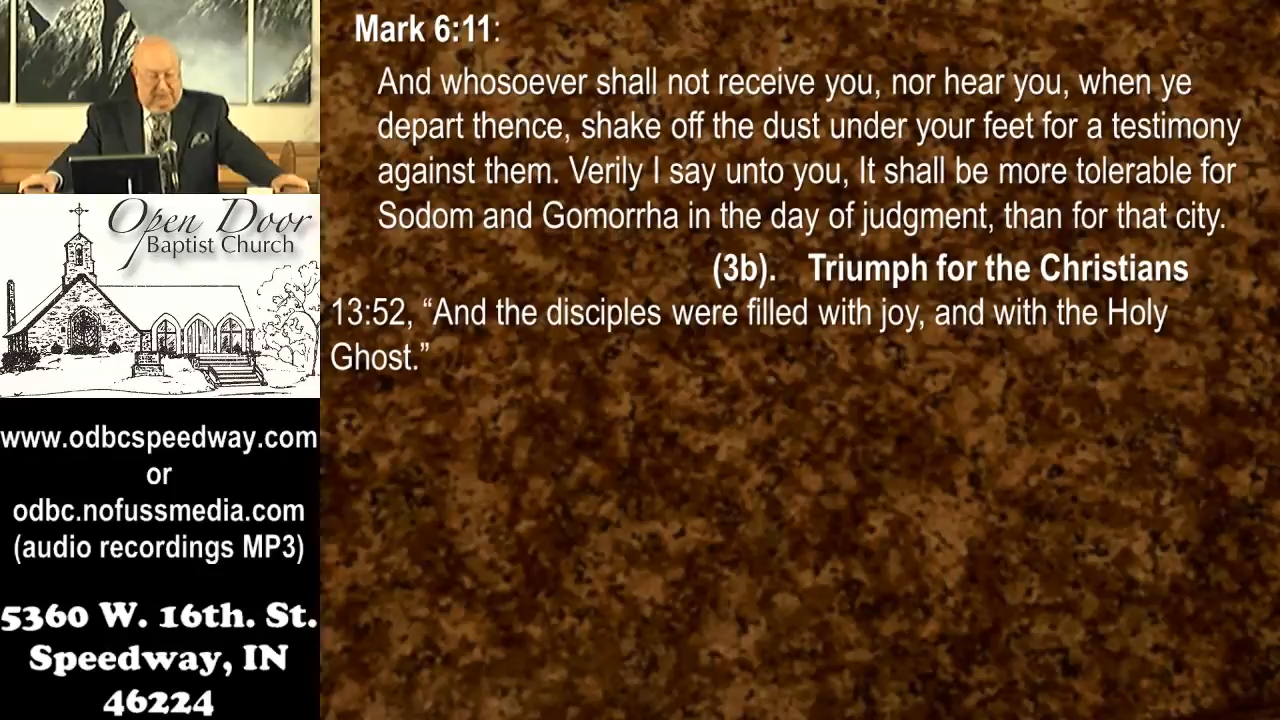 Mark 6:11:
And whosoever shall not receive you, nor hear you, when ye
depart thence, shake off the dust under your feet for a testimony
against them. Verily I say unto you, It shall be more tolerable for
Sodom and Gomorrha in the day of judgment, than for that city.
(3b). Triumph for the Christians
13:52, “And the disciples were filled with joy, and with the Holy
Ghost.”
Open Door
Baptist Church
www.odbcspeedway.com
or
odbc.nofussmedia.com
(audio recordings MP3)
5360 W. 16th. St.
Speedway, IN
46224